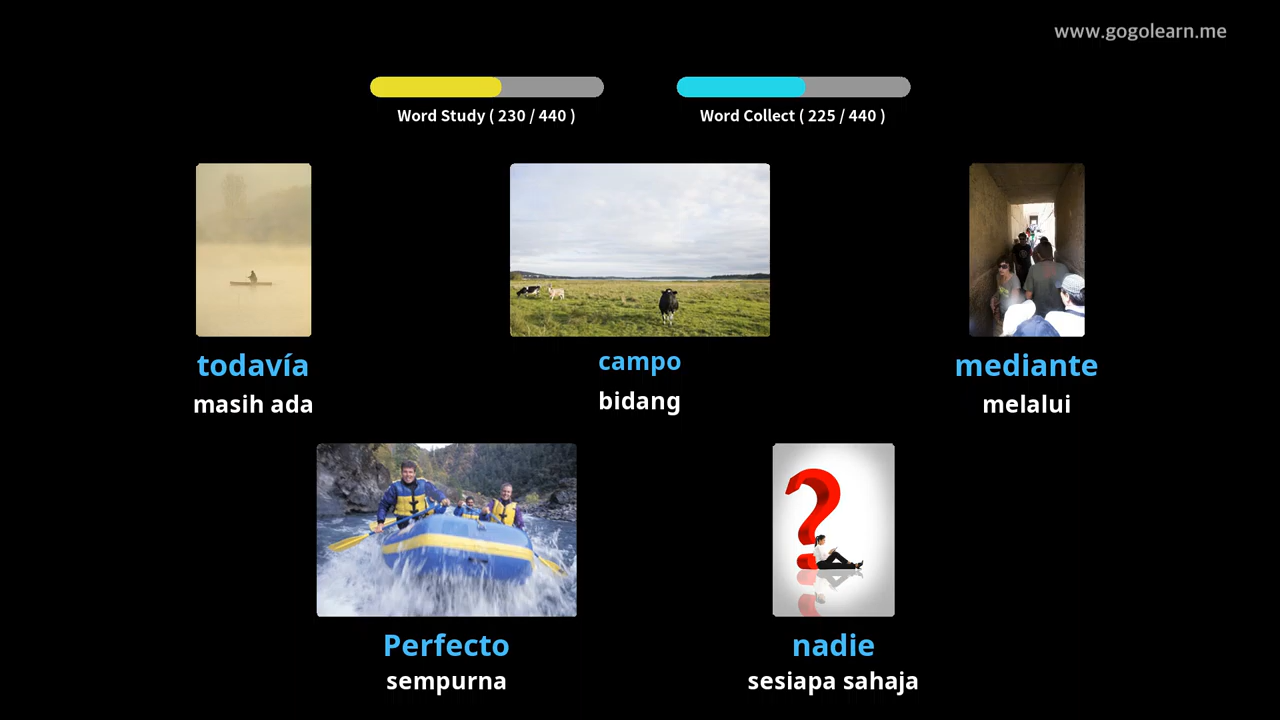 www.gogolearn.me
Word Study ( 230 / 440 )
Word Collect ( 225 / 440 )
todavía
masih ada
campo
bidang
mediante
melalui
Perfecto
sempurna
nadie
sesiapa sahaja